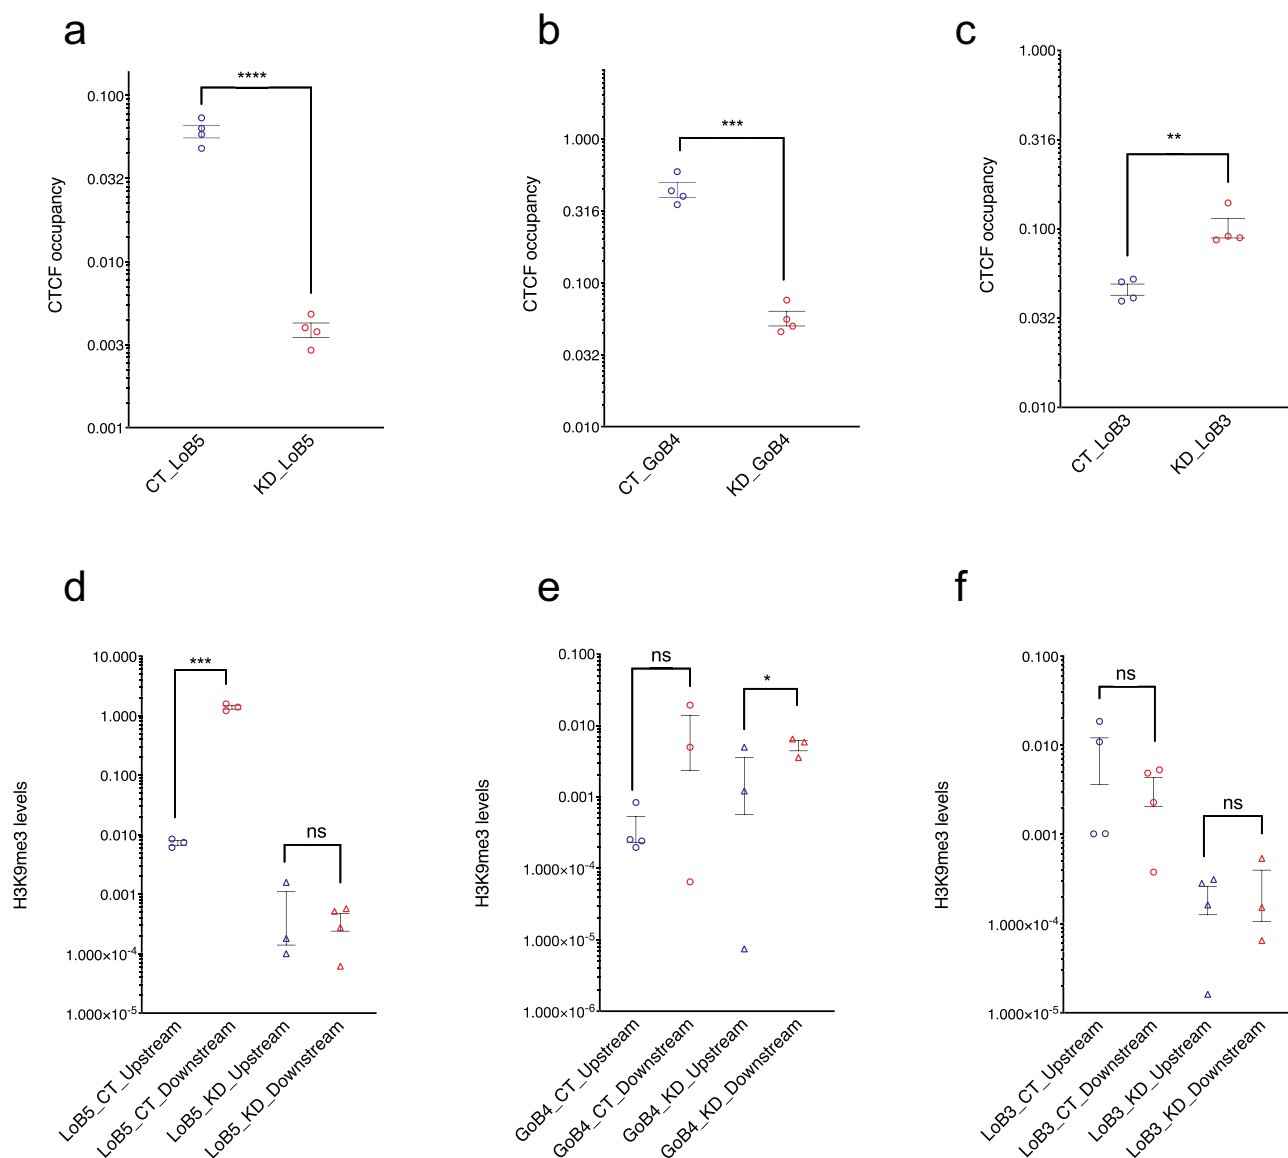 a
CTCF occupancy
0.100
0.032
0.010
0.003
0.001
****
CT_LoB5
KD_LoB5
b
CTCF occupancy
1.000
0.316
0.100
0.032
0.010
***
CT_GoB4
KD_GoB4
c
CTCF occupancy
1.000
0.316
0.100
0.032
0.010
**
CT_LoB3
KD_LoB3
d
H3K9me3 levels
10.000
1.000
0.100
0.010
0.001
1.000×10⁻⁴
1.000×10⁻⁵
***
ns
LoB5_CT_Upstream
LoB5_CT_Downstream
LoB5_KD_Upstream
LoB5_KD_Downstream
e
H3K9me3 levels
0.100
0.010
0.001
1.000×10⁻⁴
1.000×10⁻⁵
1.000×10⁻⁶
ns
*
GoB4_CT_Upstream
GoB4_CT_Downstream
GoB4_KD_Upstream
GoB4_KD_Downstream
f
H3K9me3 levels
0.100
0.010
0.001
1.000×10⁻⁴
1.000×10⁻⁵
ns
ns
LoB3_CT_Upstream
LoB3_CT_Downstream
LoB3_KD_Upstream
LoB3_KD_Downstream